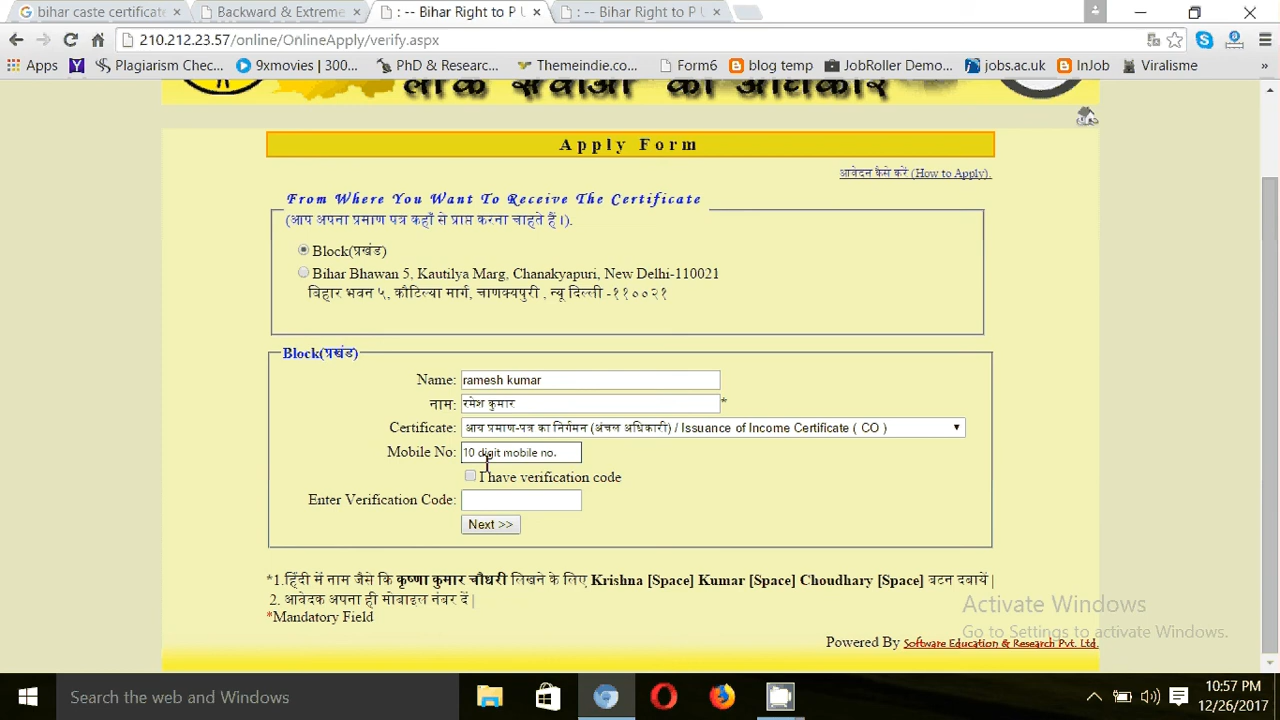 bihar caste certificate
Backward & Extreme
: -- Bihar Right to P U
: -- Bihar Right to P U
210.212.23.57/online/OnlineApply/verify.aspx
Apps
Plagiarism Chec...
9xmovies | 300...
PhD & Researc...
Themeindie.co...
Form6
blog temp
JobRoller Demo...
jobs.ac.uk
InJob
Viralisme
»
लोक सेवाओं का अधिकार
Apply Form
आवेदन कैसे करें (How to Apply).
From Where You Want To Receive The Certificate
(आप अपना प्रमाण पत्र कहाँ से प्राप्त करना चाहते हैं।).
Block(प्रखंड)
Bihar Bhawan 5, Kautilya Marg, Chanakyapuri, New Delhi-110021
बिहार भवन ५, कौटिल्या मार्ग, चाणक्यपुरी , न्यू दिल्ली -११००२१
Block(प्रखंड)
Name: ramesh kumar
नाम: रमेश कुमार *
Certificate: आय प्रमाण-पत्र का निर्गमन (अंचल अधिकारी) / Issuance of Income Certificate ( CO )
Mobile No: 10 digit mobile no.
I have verification code
Enter Verification Code:
Next >>
*1.हिंदी में नाम जैसे कि कृष्णा कुमार चौधरी लिखने के लिए Krishna [Space] Kumar [Space] Choudhary [Space] बटन दबायें |
2. आवेदक अपना ही मोबाइल नंबर दें |
*Mandatory Field
Activate Windows
Go to Settings to activate Windows.
Powered By Software Education & Research Pvt. Ltd.
Search the web and Windows
10:57 PM
12/26/2017